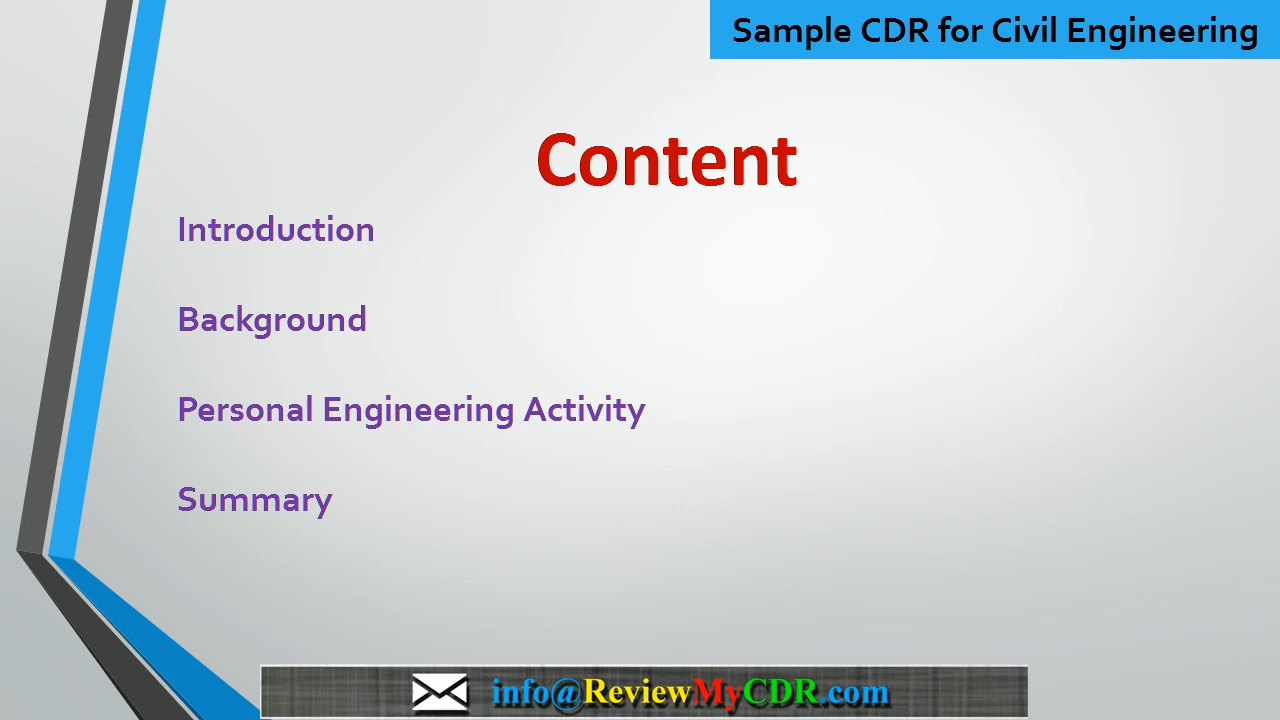 Sample CDR for Civil Engineering
Content
Introduction
Background
Personal Engineering Activity
Summary
info@ReviewMyCDR.com